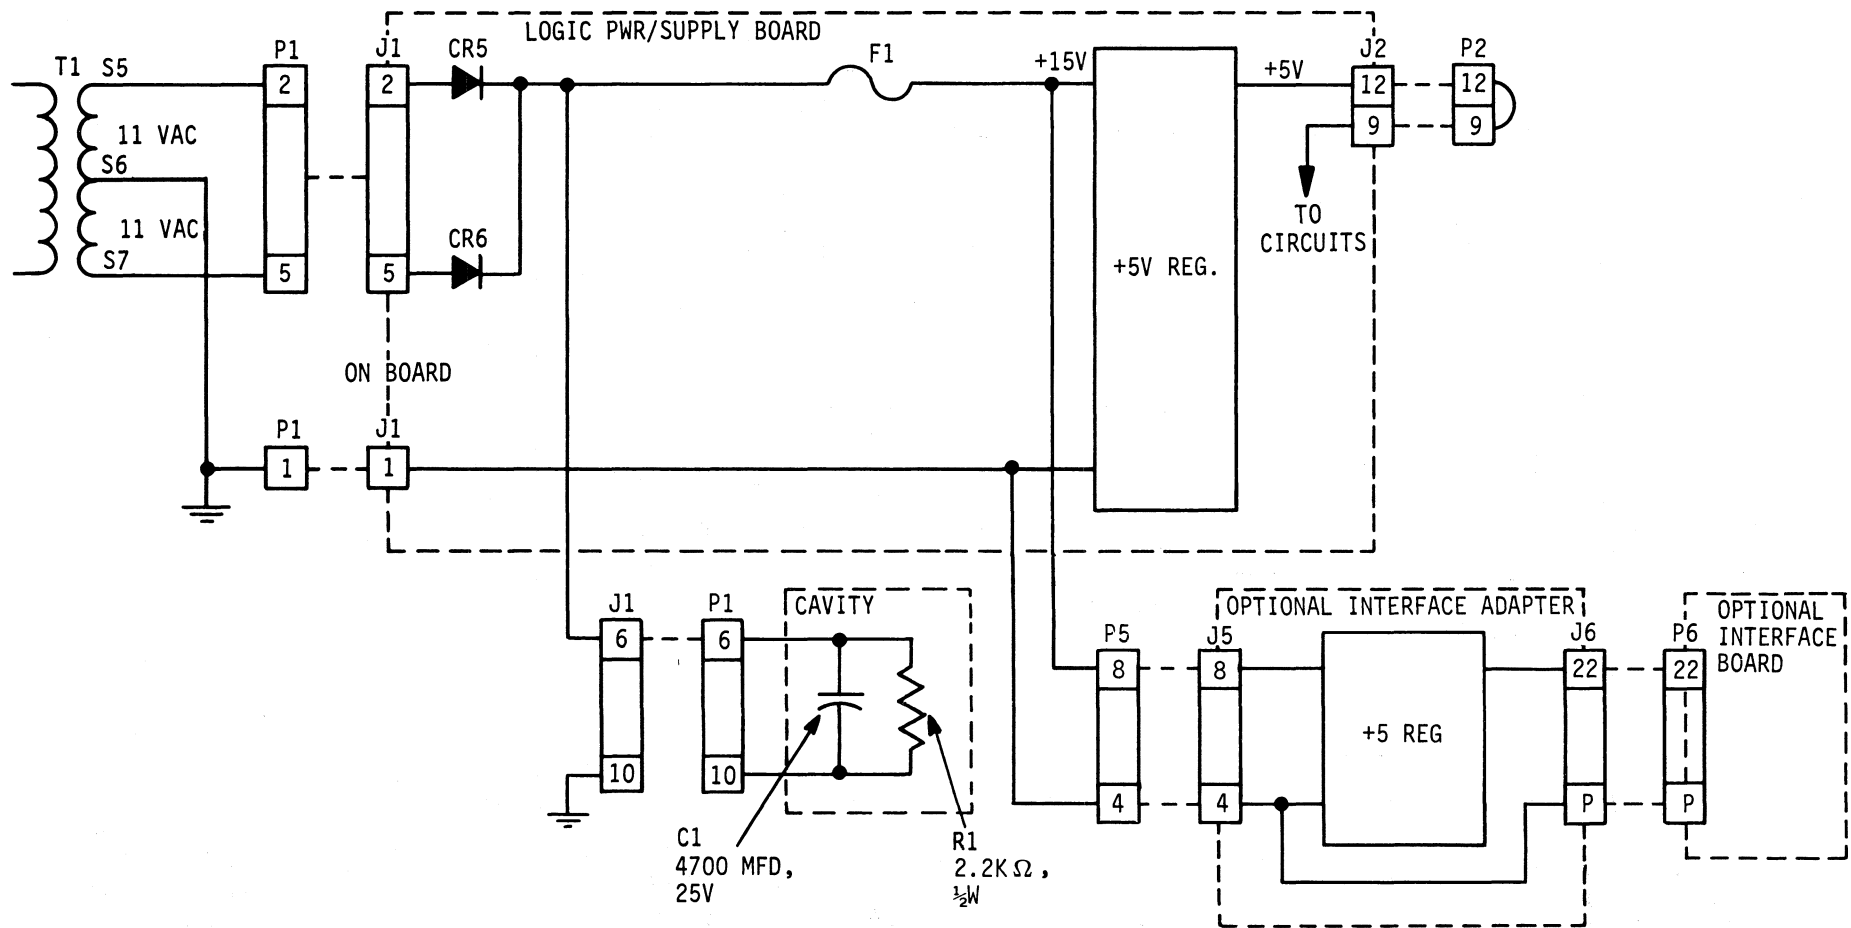 LOGIC PWR/SUPPLY BOARD
T1
S5
11 VAC
S6
11 VAC
S7
P1
2
5
J1
2
5
CR5
CR6
F1
+15V
+5V REG.
+5V
J2
12
9
P2
12
9
TO
CIRCUITS
ON BOARD
P1
1
J1
1
J1
6
10
P1
6
10
CAVITY
C1
4700 MFD,
25V
R1
2.2KΩ,
½W
P5
8
4
J5
8
4
OPTIONAL INTERFACE ADAPTER
+5 REG
J6
22
P
P6
22
P
OPTIONAL
INTERFACE
BOARD